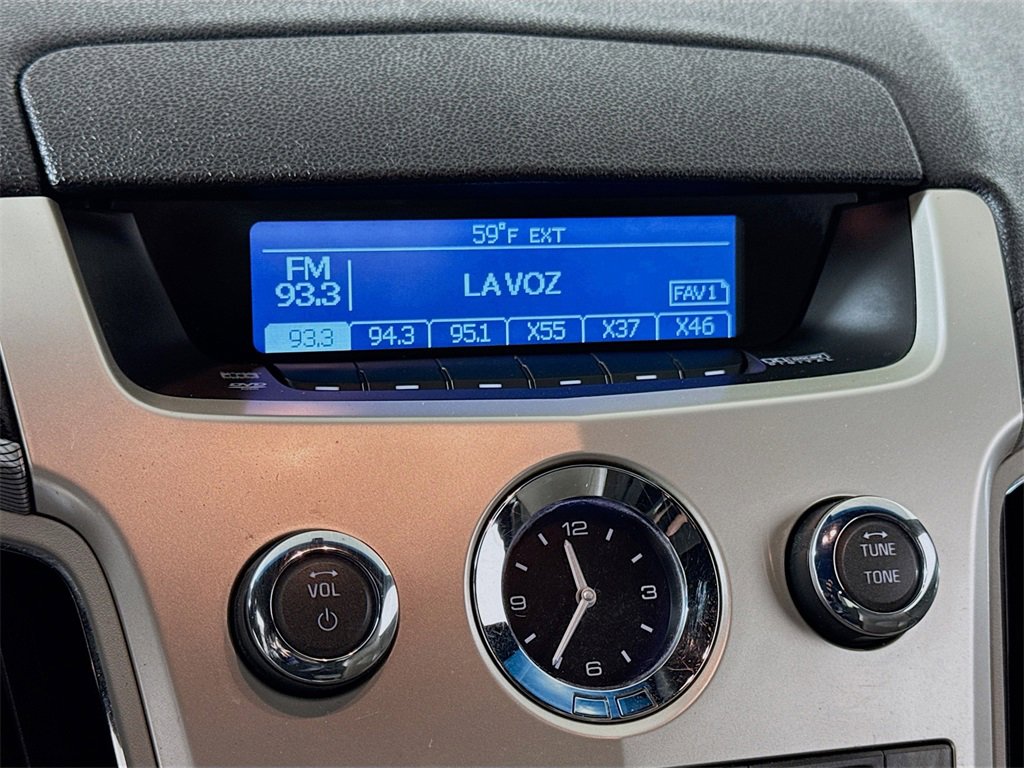 59°F EXT
FM
93.3
LA VOZ
FAV1
93.3 94.3 95.1 X55 X37 X46
DVD
VOL
12
3
6
9
TUNE
TONE